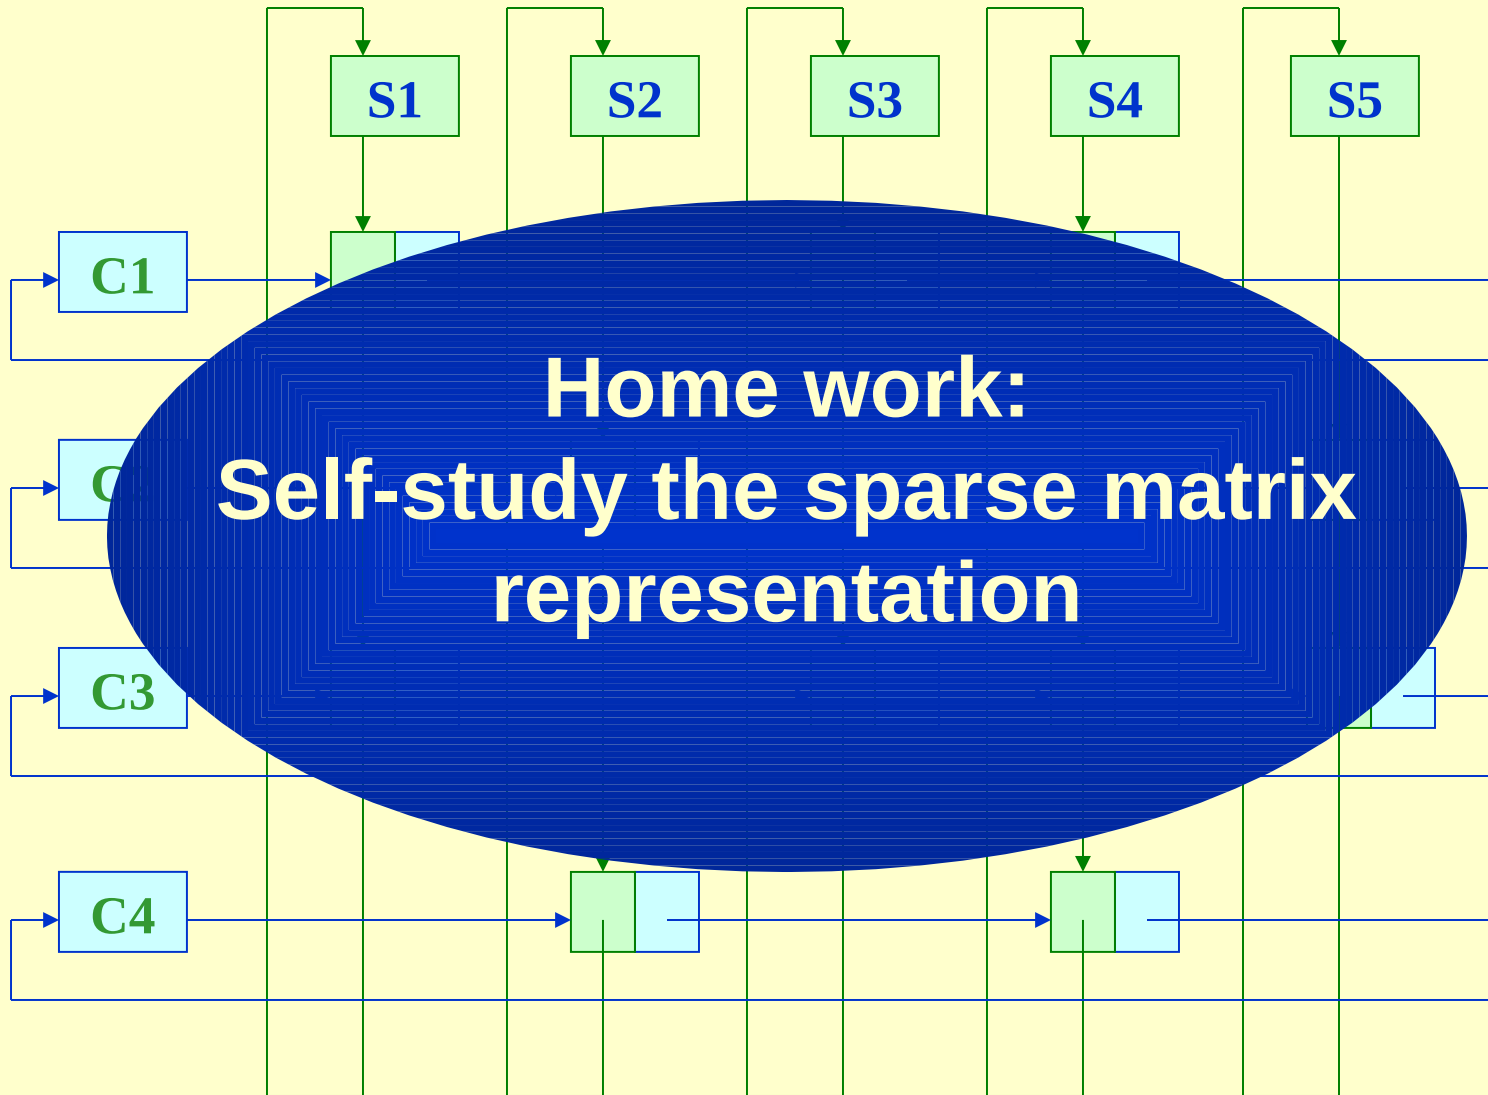 S1 S2 S3 S4 S5
C1
Home work:
Self-study the sparse matrix
representation
C3
C4